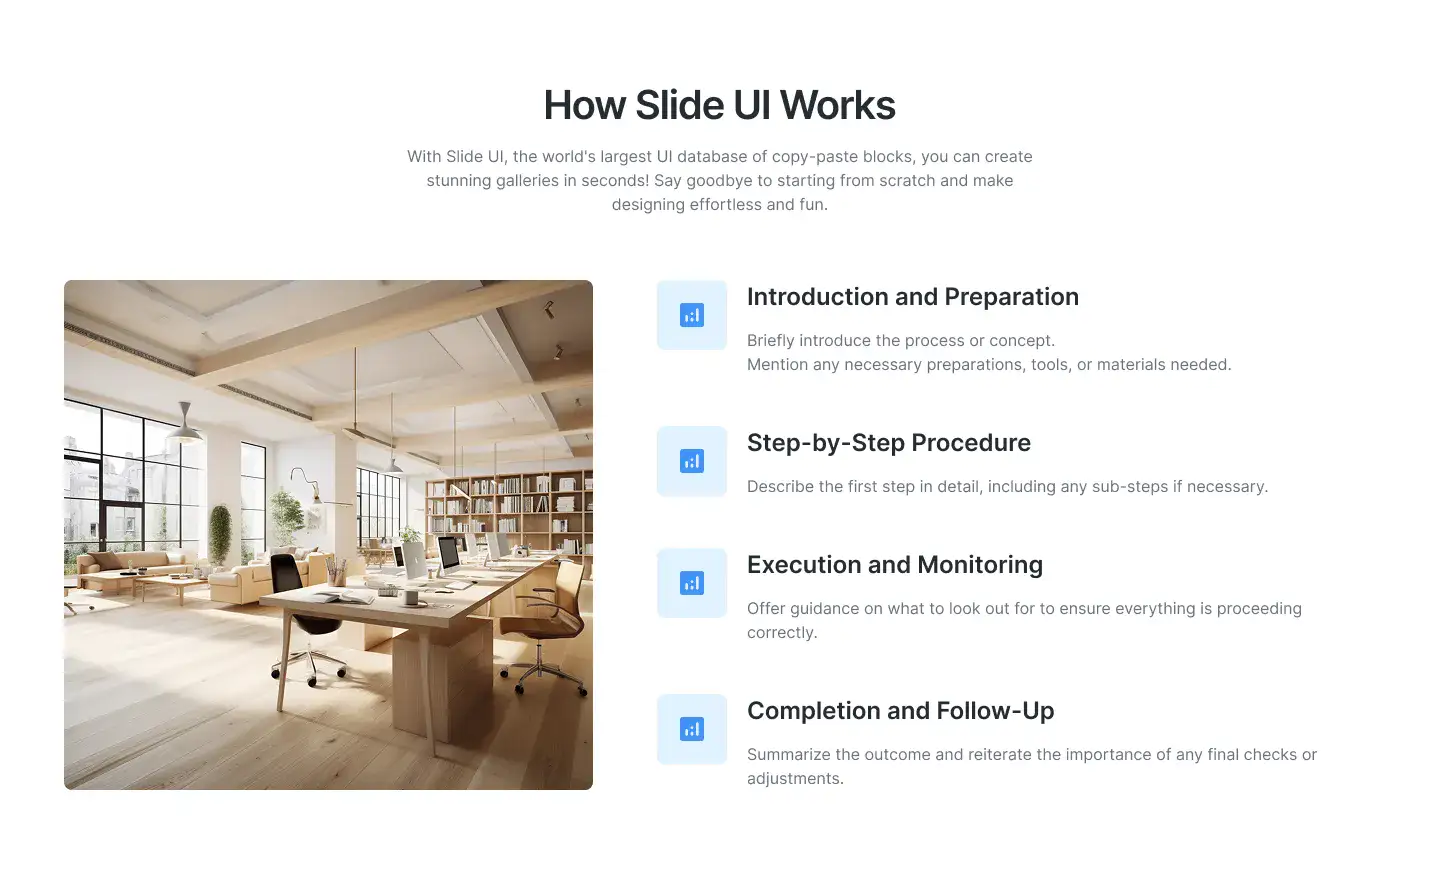 How Slide UI Works
With Slide UI, the world's largest UI database of copy-paste blocks, you can create
stunning galleries in seconds! Say goodbye to starting from scratch and make
designing effortless and fun.
Introduction and Preparation
Briefly introduce the process or concept.
Mention any necessary preparations, tools, or materials needed.
Step-by-Step Procedure
Describe the first step in detail, including any sub-steps if necessary.
Execution and Monitoring
Offer guidance on what to look out for to ensure everything is proceeding
correctly.
Completion and Follow-Up
Summarize the outcome and reiterate the importance of any final checks or
adjustments.